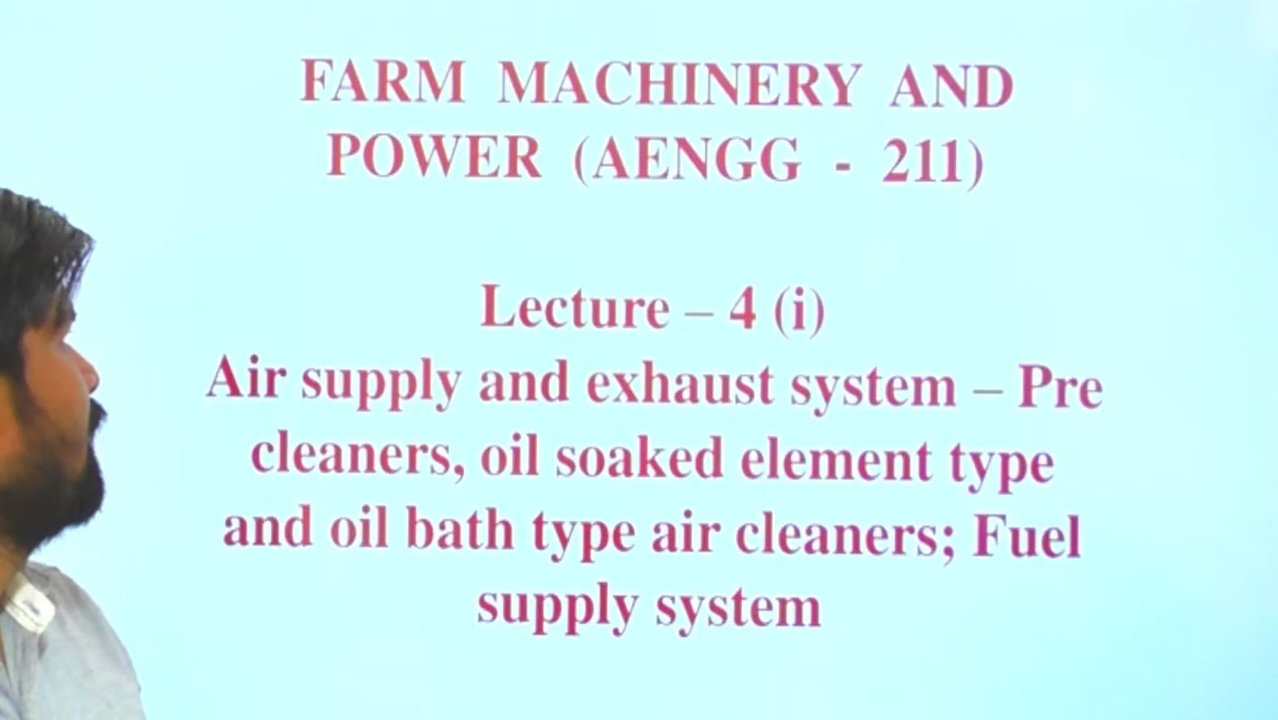 FARM MACHINERY AND
POWER (AENGG - 211)
Lecture – 4 (i)
Air supply and exhaust system – Pre
cleaners, oil soaked element type
and oil bath type air cleaners; Fuel
supply system